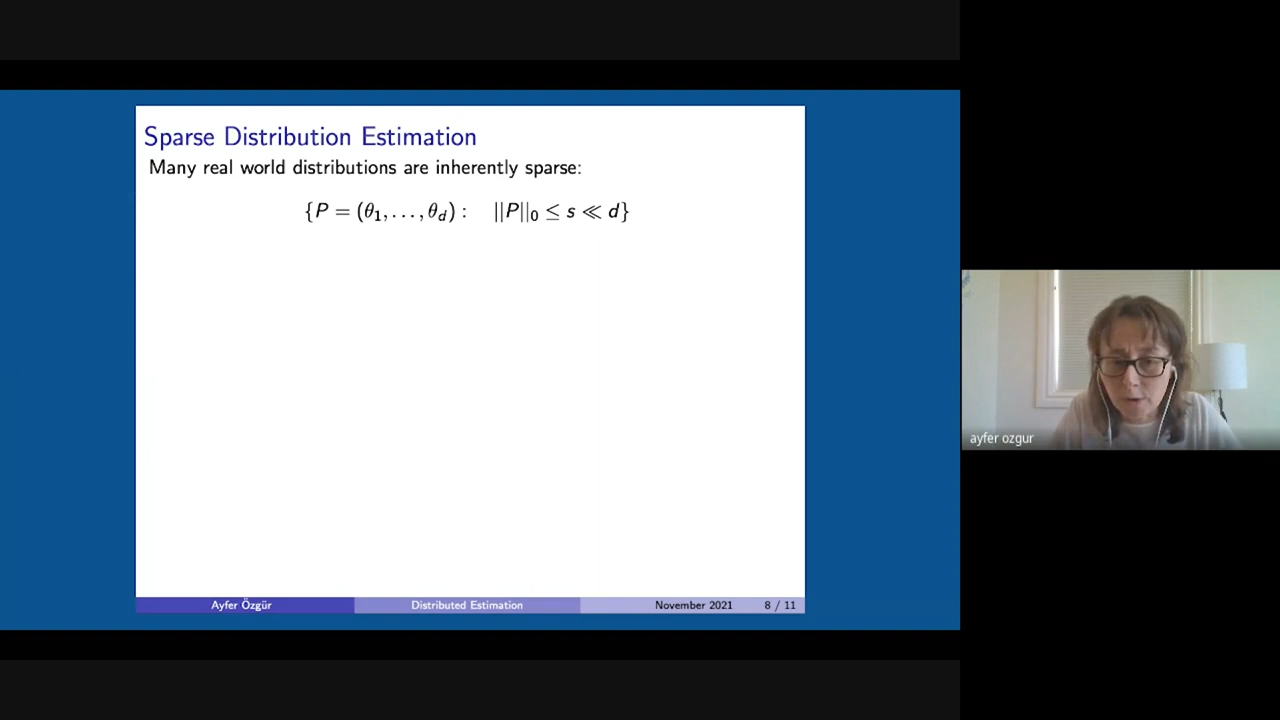 Sparse Distribution Estimation
Many real world distributions are inherently sparse:
{P = (θ₁, . . . , θ_d) : ||P||₀ ≤ s ≪ d}
ayfer ozgur
Ayfer Özgür Distributed Estimation November 2021 8 / 11